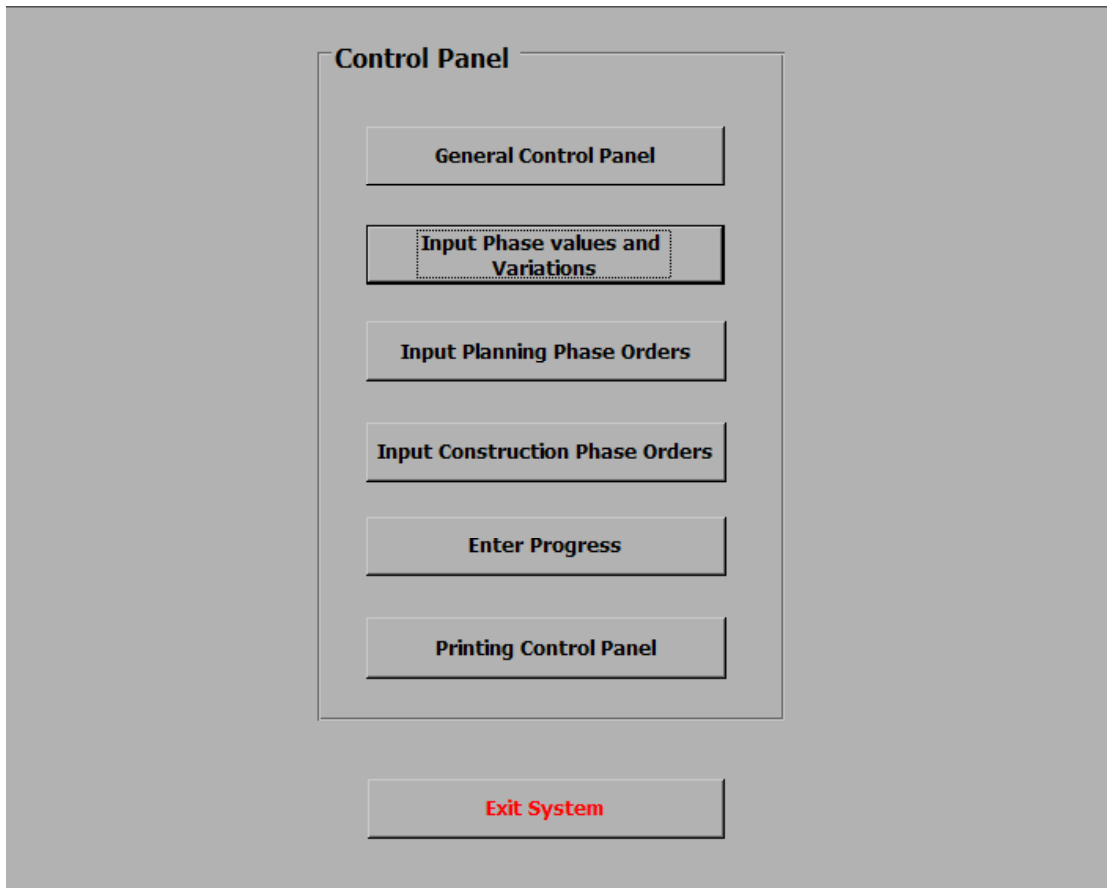 Control Panel
General Control Panel
Input Phase values and
Variations
Input Planning Phase Orders
Input Construction Phase Orders
Enter Progress
Printing Control Panel
Exit System